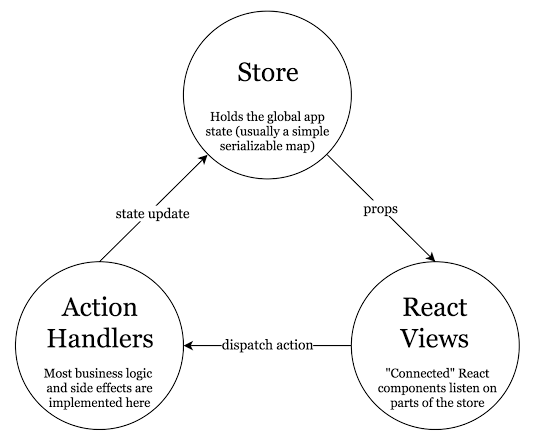 Store
Holds the global app
state (usually a simple
serializable map)
state update
props
Action
Handlers
Most business logic
and side effects are
implemented here
dispatch action
React
Views
"Connected" React
components listen on
parts of the store